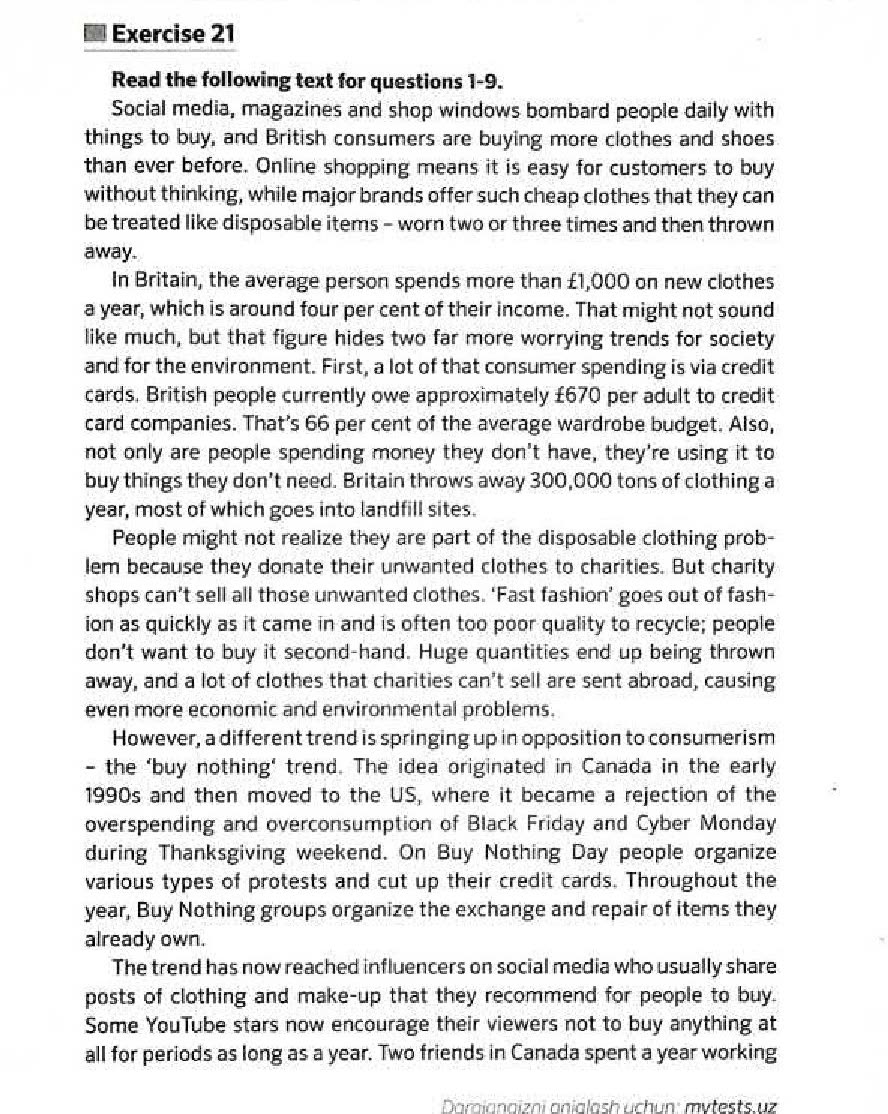 Exercise 21
Read the following text for questions 1-9.
Social media, magazines and shop windows bombard people daily with
things to buy, and British consumers are buying more clothes and shoes
than ever before. Online shopping means it is easy for customers to buy
without thinking, while major brands offer such cheap clothes that they can
be treated like disposable items – worn two or three times and then thrown
away.
In Britain, the average person spends more than £1,000 on new clothes
a year, which is around four per cent of their income. That might not sound
like much, but that figure hides two far more worrying trends for society
and for the environment. First, a lot of that consumer spending is via credit
cards. British people currently owe approximately £670 per adult to credit
card companies. That's 66 per cent of the average wardrobe budget. Also,
not only are people spending money they don't have, they're using it to
buy things they don't need. Britain throws away 300,000 tons of clothing a
year, most of which goes into landfill sites.
People might not realize they are part of the disposable clothing prob-
lem because they donate their unwanted clothes to charities. But charity
shops can't sell all those unwanted clothes. 'Fast fashion' goes out of fash-
ion as quickly as it came in and is often too poor quality to recycle; people
don't want to buy it second-hand. Huge quantities end up being thrown
away, and a lot of clothes that charities can't sell are sent abroad, causing
even more economic and environmental problems.
However, a different trend is springing up in opposition to consumerism
– the 'buy nothing' trend. The idea originated in Canada in the early
1990s and then moved to the US, where it became a rejection of the
overspending and overconsumption of Black Friday and Cyber Monday
during Thanksgiving weekend. On Buy Nothing Day people organize
various types of protests and cut up their credit cards. Throughout the
year, Buy Nothing groups organize the exchange and repair of items they
already own.
The trend has now reached influencers on social media who usually share
posts of clothing and make-up that they recommend for people to buy.
Some YouTube stars now encourage their viewers not to buy anything at
all for periods as long as a year. Two friends in Canada spent a year working
Darajangizni aniqlash uchun: mytests.uz